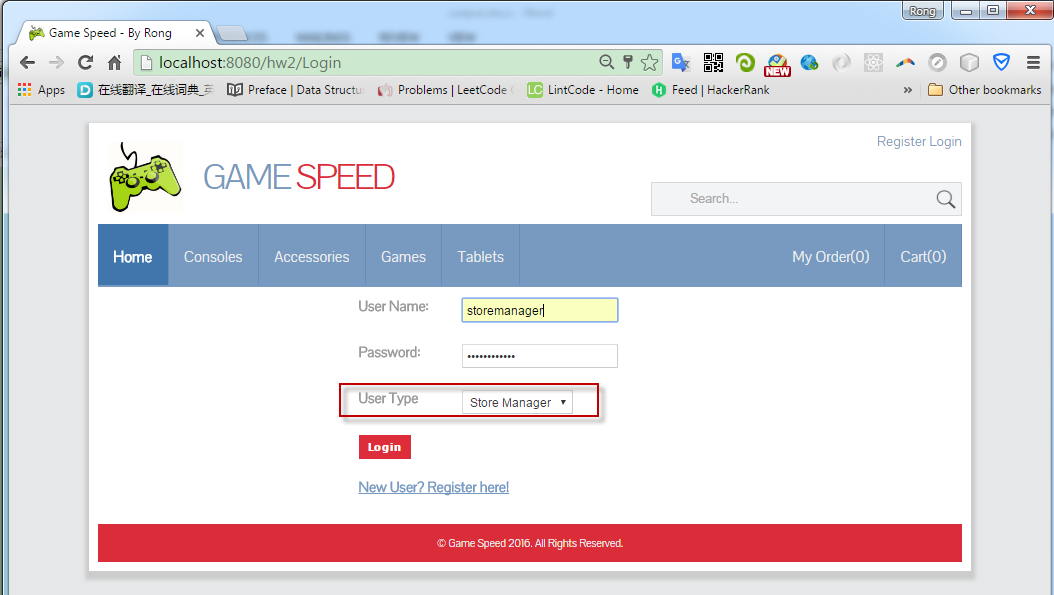 Rong
Game Speed - By Rong
localhost:8080/hw2/Login
NEW
Apps
D
在线翻译_在线词典_
Preface | Data Structu
Problems | LeetCode
LC
LintCode - Home
H
Feed | HackerRank
»
Other bookmarks
Register Login
GAME SPEED
Search...
Home
Consoles
Accessories
Games
Tablets
My Order(0)
Cart(0)
User Name:
storemanager
Password:
••••••••••••
User Type
Store Manager
Login
New User? Register here!
© Game Speed 2016. All Rights Reserved.